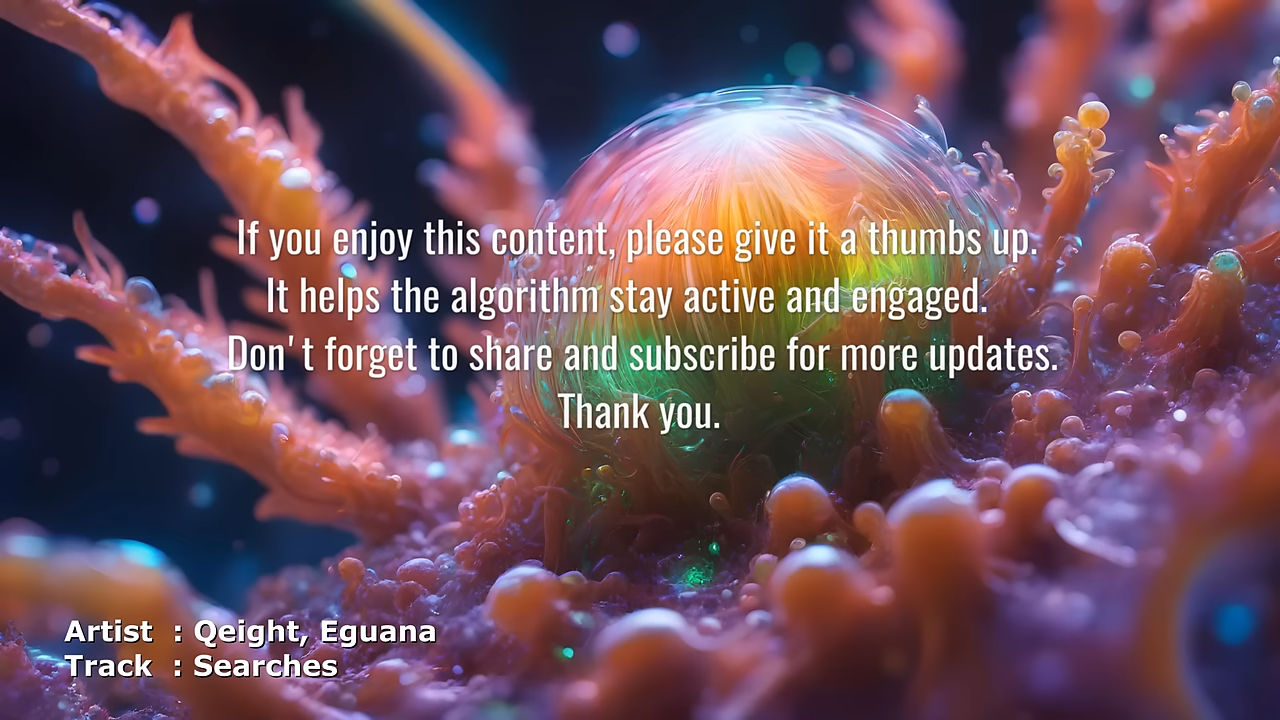 If you enjoy this content, please give it a thumbs up.
It helps the algorithm stay active and engaged.
Don't forget to share and subscribe for more updates.
Thank you.
Artist : Qeight, Eguana
Track : Searches